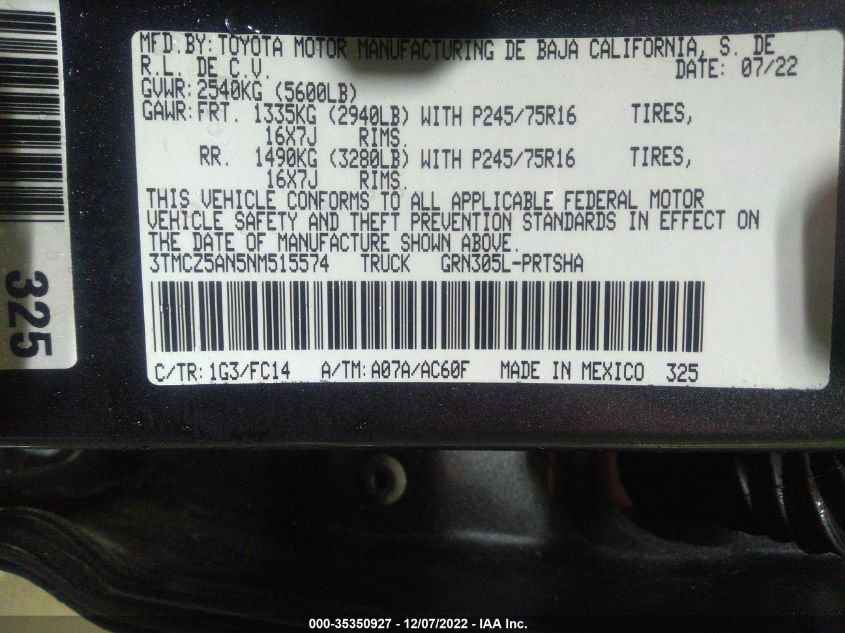 MFD.BY: TOYOTA MOTOR MANUFACTURING DE BAJA CALIFORNIA, S. DE
R.L. DE C.V. DATE: 07/22
GVWR: 2540KG (5600LB)
GAWR: FRT. 1335KG (2940LB) WITH P245/75R16 TIRES,
16X7J RIMS.
RR. 1490KG (3280LB) WITH P245/75R16 TIRES,
16X7J RIMS.
THIS VEHICLE CONFORMS TO ALL APPLICABLE FEDERAL MOTOR
VEHICLE SAFETY AND THEFT PREVENTION STANDARDS IN EFFECT ON
THE DATE OF MANUFACTURE SHOWN ABOVE.
3TMCZ5AN5NM515574 TRUCK GRN305L-PRTSHA
C/TR: 1G3/FC14 A/TM: A07A/AC60F MADE IN MEXICO 325
325
000-35350927 - 12/07/2022 - IAA Inc.